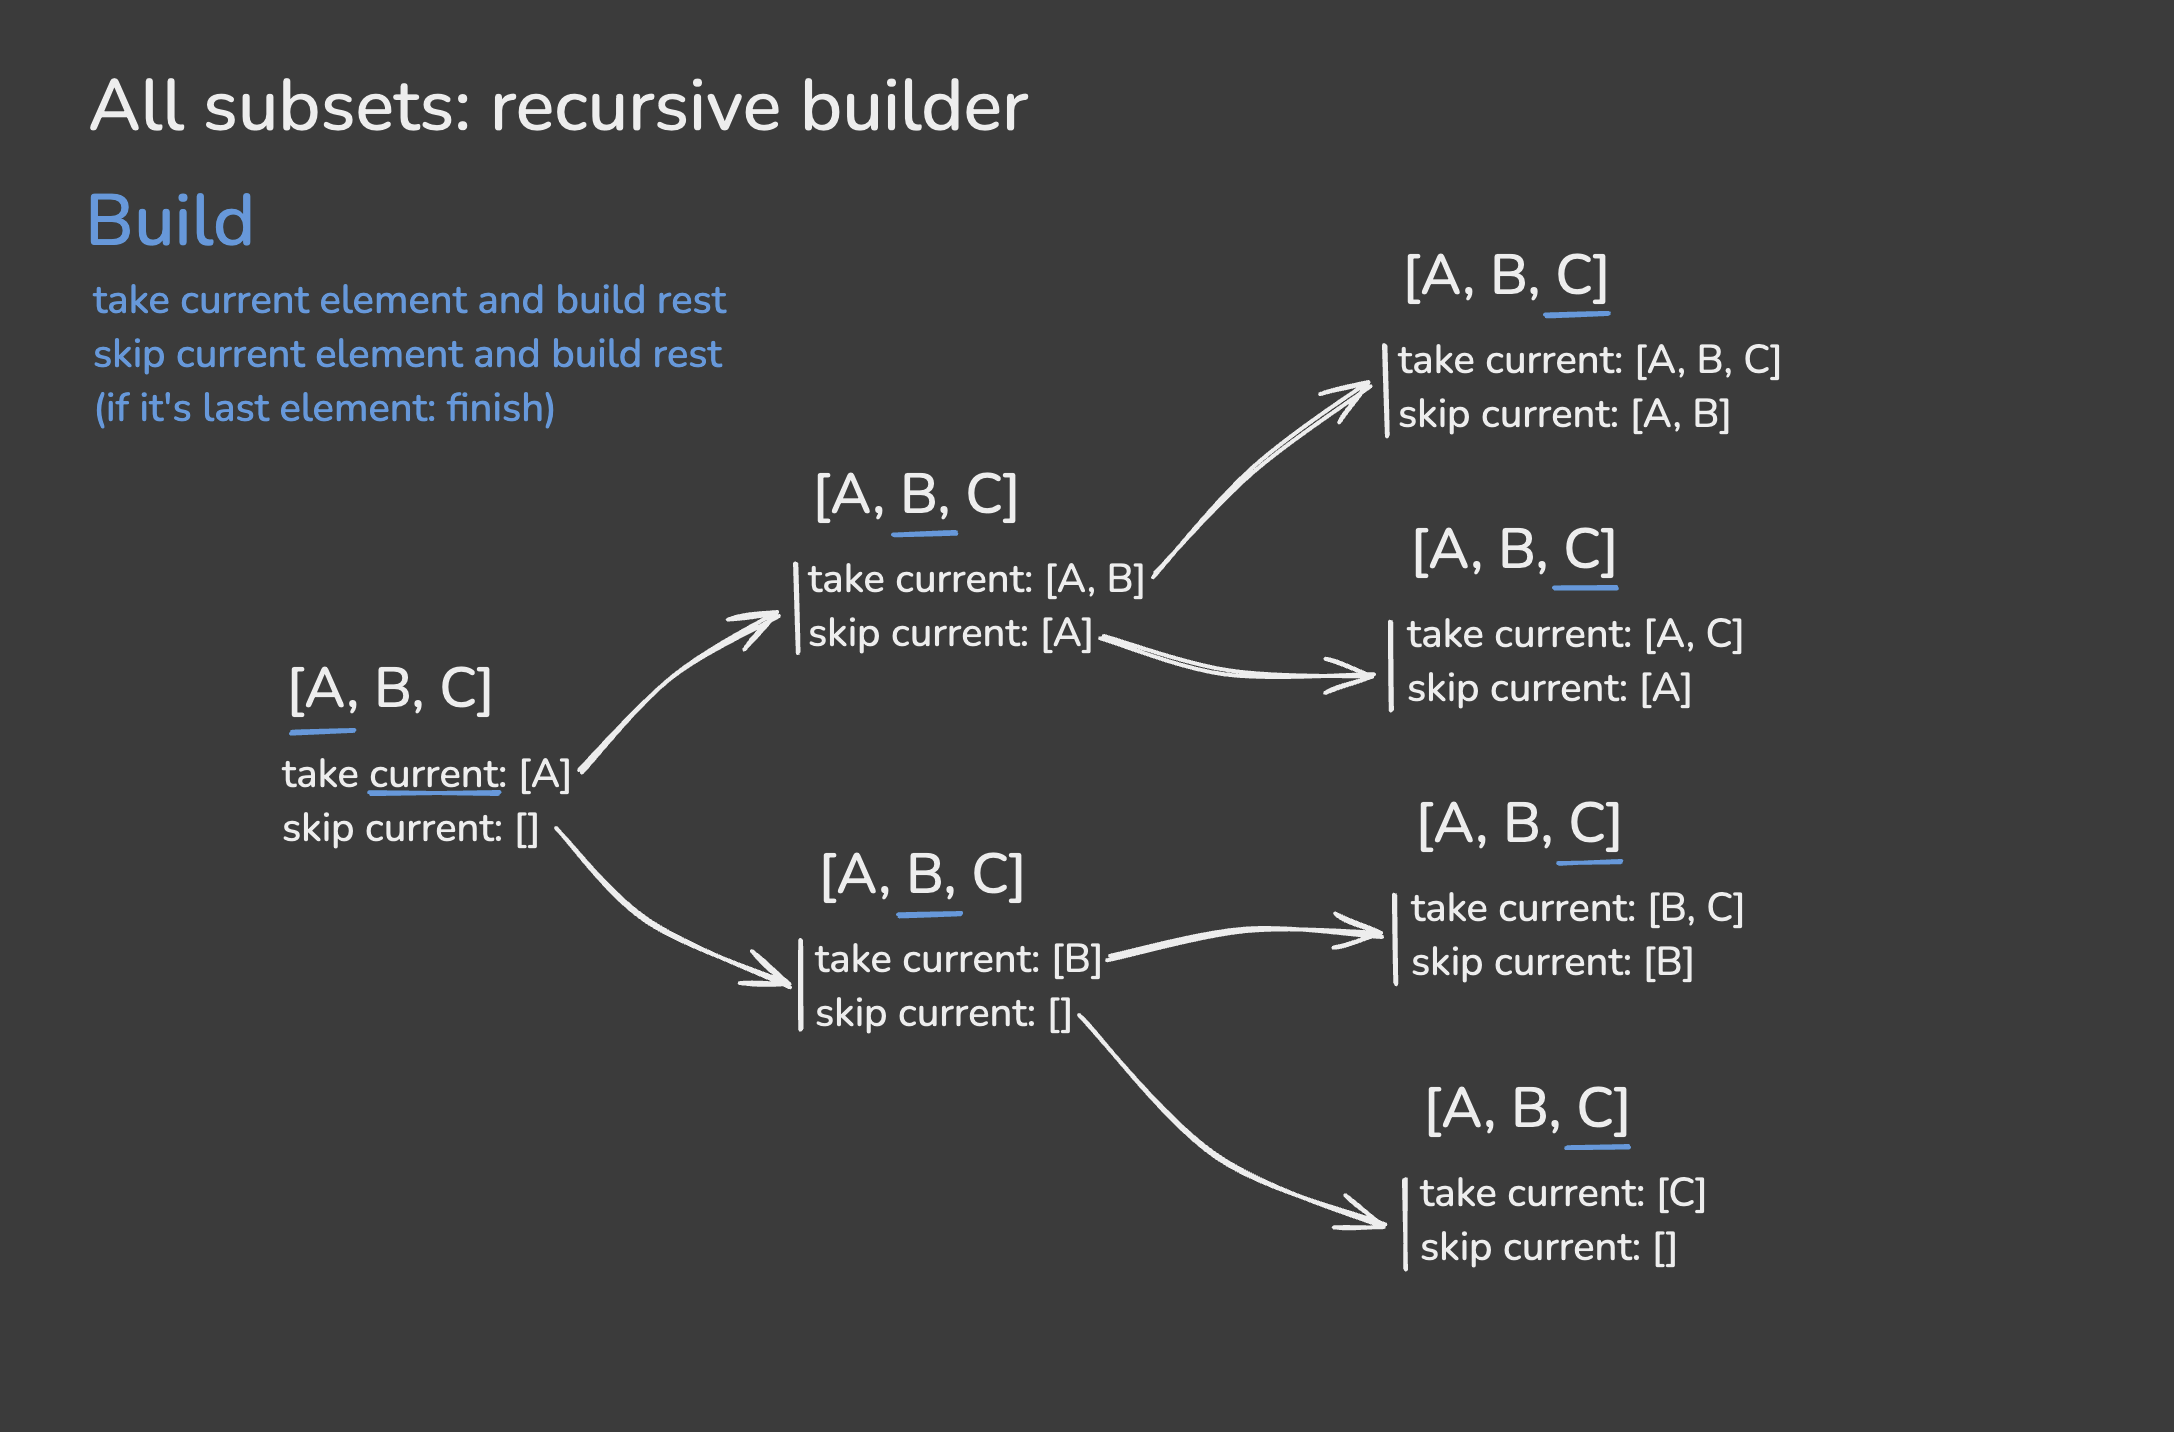 All subsets: recursive builder
Build
take current element and build rest
skip current element and build rest
(if it's last element: finish)
[A, B, C]
take current: [A]
skip current: []
[A, B, C]
take current: [A, B]
skip current: [A]
[A, B, C]
take current: [B]
skip current: []
[A, B, C]
take current: [A, B, C]
skip current: [A, B]
[A, B, C]
take current: [A, C]
skip current: [A]
[A, B, C]
take current: [B, C]
skip current: [B]
[A, B, C]
take current: [C]
skip current: []